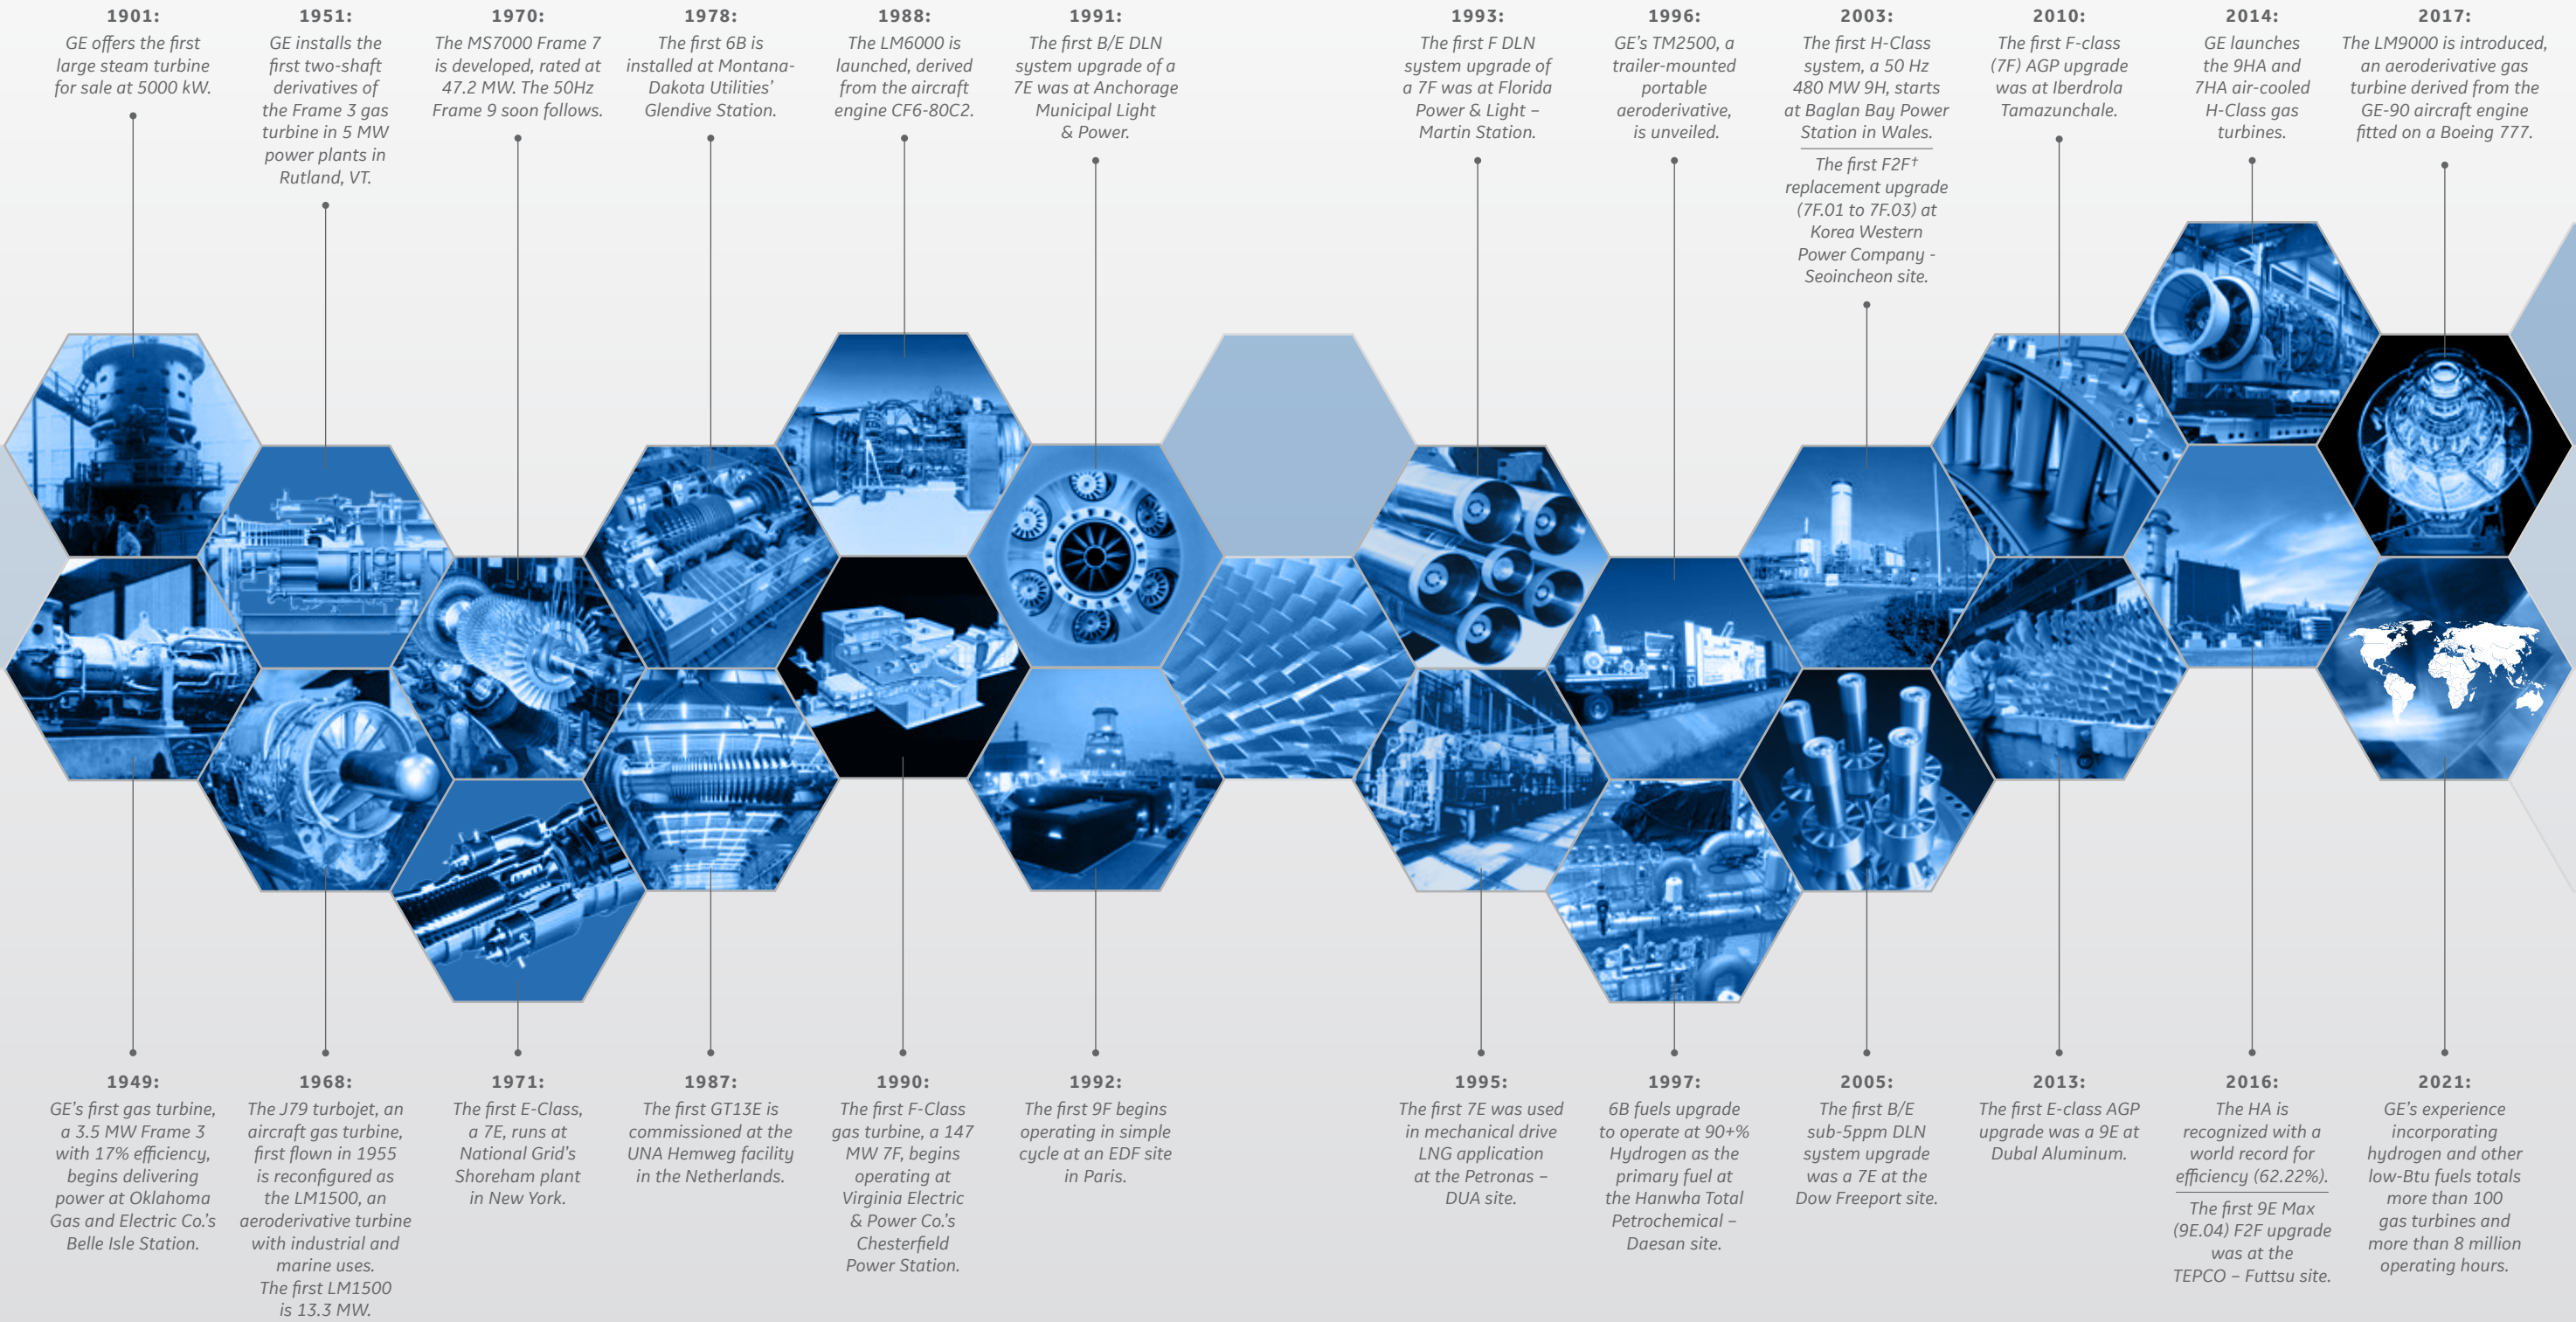 1901:
GE offers the first
large steam turbine
for sale at 5000 kW.
1951:
GE installs the
first two-shaft
derivatives of
the Frame 3 gas
turbine in 5 MW
power plants in
Rutland, VT.
1970:
The MS7000 Frame 7
is developed, rated at
47.2 MW. The 50Hz
Frame 9 soon follows.
1978:
The first 6B is
installed at Montana-
Dakota Utilities’
Glendive Station.
1988:
The LM6000 is
launched, derived
from the aircraft
engine CF6-80C2.
1991:
The first B/E DLN
system upgrade of a
7E was at Anchorage
Municipal Light
& Power.
1993:
The first F DLN
system upgrade of
a 7F was at Florida
Power & Light –
Martin Station.
1996:
GE’s TM2500, a
trailer-mounted
portable
aeroderivative,
is unveiled.
2003:
The first H-Class
system, a 50 Hz
480 MW 9H, starts
at Baglan Bay Power
Station in Wales.
The first F2F†
replacement upgrade
(7F.01 to 7F.03) at
Korea Western
Power Company -
Seoincheon site.
2010:
The first F-class
(7F) AGP upgrade
was at Iberdrola
Tamazunchale.
2014:
GE launches
the 9HA and
7HA air-cooled
H-Class gas
turbines.
2017:
The LM9000 is introduced,
an aeroderivative gas
turbine derived from the
GE-90 aircraft engine
fitted on a Boeing 777.
1949:
GE’s first gas turbine,
a 3.5 MW Frame 3
with 17% efficiency,
begins delivering
power at Oklahoma
Gas and Electric Co.’s
Belle Isle Station.
1968:
The J79 turbojet, an
aircraft gas turbine,
first flown in 1955
is reconfigured as
the LM1500, an
aeroderivative turbine
with industrial and
marine uses.
The first LM1500
is 13.3 MW.
1971:
The first E-Class,
a 7E, runs at
National Grid’s
Shoreham plant
in New York.
1987:
The first GT13E is
commissioned at the
UNA Hemweg facility
in the Netherlands.
1990:
The first F-Class
gas turbine, a 147
MW 7F, begins
operating at
Virginia Electric
& Power Co.’s
Chesterfield
Power Station.
1992:
The first 9F begins
operating in simple
cycle at an EDF site
in Paris.
1995:
The first 7E was used
in mechanical drive
LNG application
at the Petronas –
DUA site.
1997:
6B fuels upgrade
to operate at 90+%
Hydrogen as the
primary fuel at
the Hanwha Total
Petrochemical –
Daesan site.
2005:
The first B/E
sub-5ppm DLN
system upgrade
was a 7E at the
Dow Freeport site.
2013:
The first E-class AGP
upgrade was a 9E at
Dubal Aluminum.
2016:
The HA is
recognized with a
world record for
efficiency (62.22%).
The first 9E Max
(9E.04) F2F upgrade
was at the
TEPCO – Futtsu site.
2021:
GE’s experience
incorporating
hydrogen and other
low-Btu fuels totals
more than 100
gas turbines and
more than 8 million
operating hours.